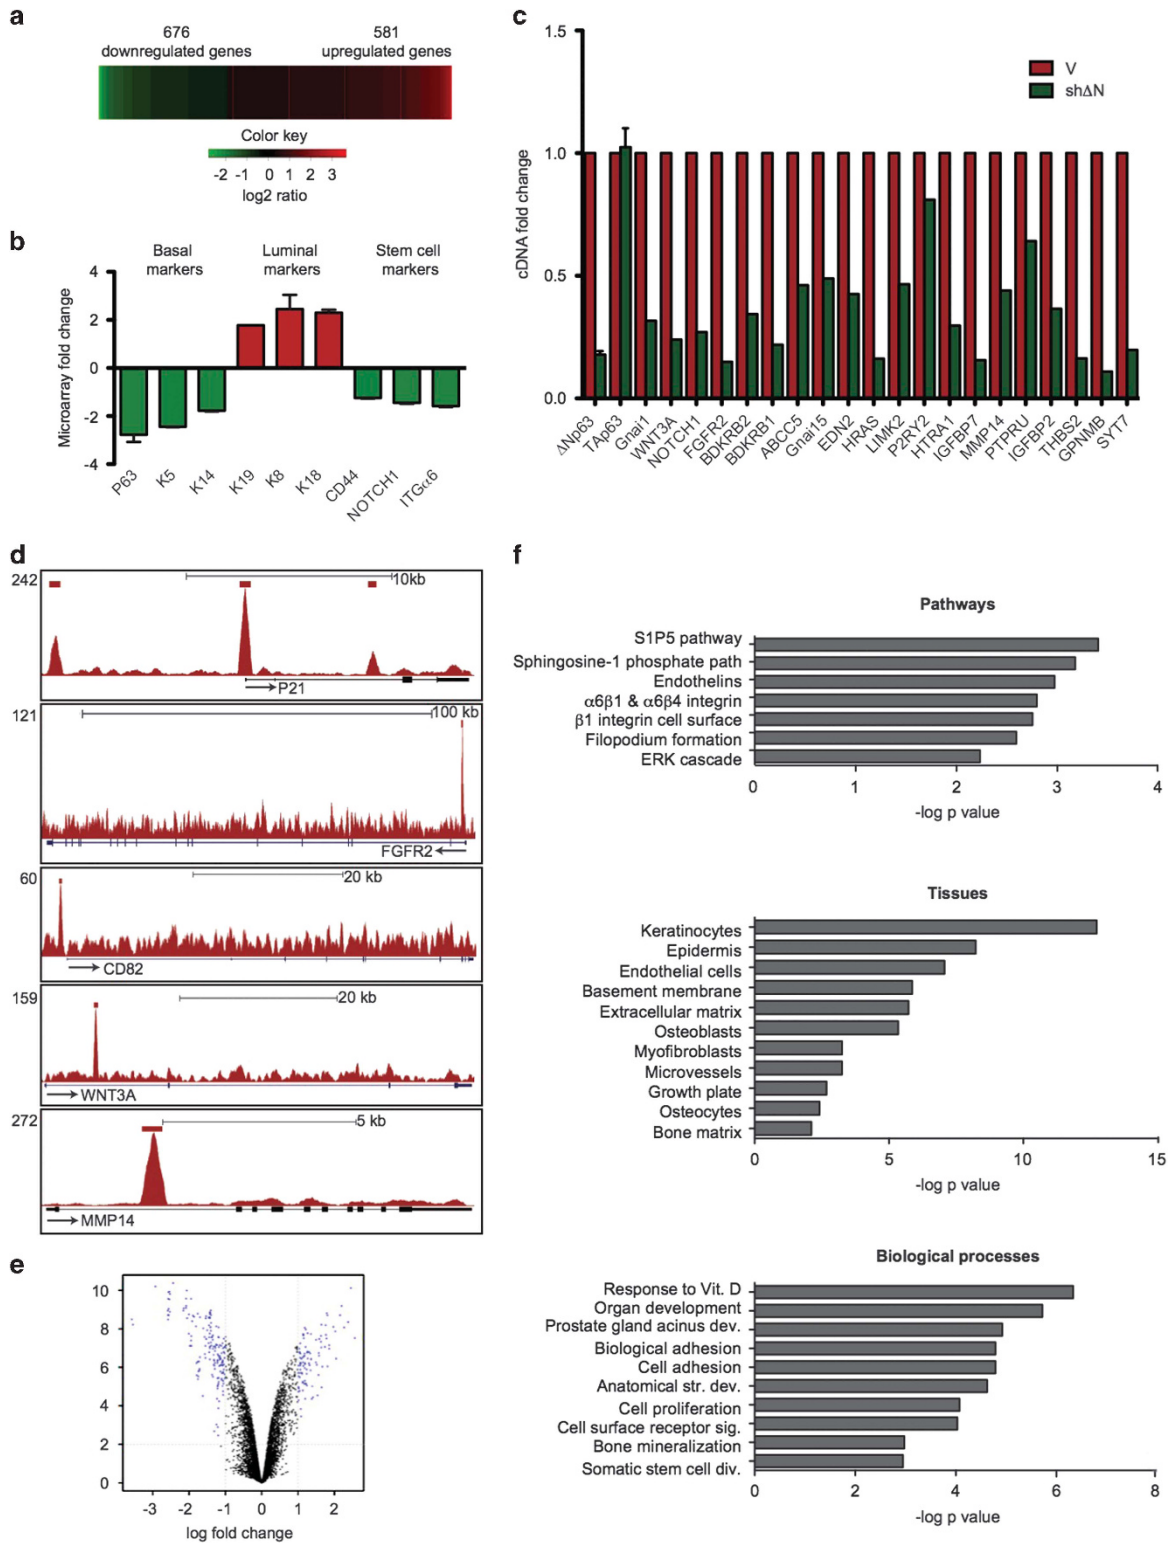 a
676
downregulated genes
581
upregulated genes
Color key
-2 -1 0 1 2 3
log2 ratio
b
Basal
markers
Luminal
markers
Stem cell
markers
Microarray fold change
4
2
0
-2
-4
P63
K5
K14
K19
K8
K18
CD44
NOTCH1
ITGα6
c
cDNA fold change
1.5
1.0
0.5
0.0
V
shΔN
ΔNp63
TAp63
Gnai1
WNT3A
NOTCH1
FGFR2
BDKRB2
BDKRB1
ABCC5
Gnai15
EDN2
HRAS
LIMK2
P2RY2
HTRA1
IGFBP7
MMP14
PTPRU
IGFBP2
THBS2
GPNMB
SYT7
d
242
10kb
P21
121
100 kb
FGFR2
60
20 kb
CD82
159
20 kb
WNT3A
272
5 kb
MMP14
e
10
8
6
4
2
0
-3 -2 -1 0 1 2
log fold change
f
Pathways
S1P5 pathway
Sphingosine-1 phosphate path
Endothelins
α6β1 & α6β4 integrin
β1 integrin cell surface
Filopodium formation
ERK cascade
0 1 2 3 4
-log p value
Tissues
Keratinocytes
Epidermis
Endothelial cells
Basement membrane
Extracellular matrix
Osteoblasts
Myofibroblasts
Microvessels
Growth plate
Osteocytes
Bone matrix
0 5 10 15
-log p value
Biological processes
Response to Vit. D
Organ development
Prostate gland acinus dev.
Biological adhesion
Cell adhesion
Anatomical str. dev.
Cell proliferation
Cell surface receptor sig.
Bone mineralization
Somatic stem cell div.
0 2 4 6 8
-log p value